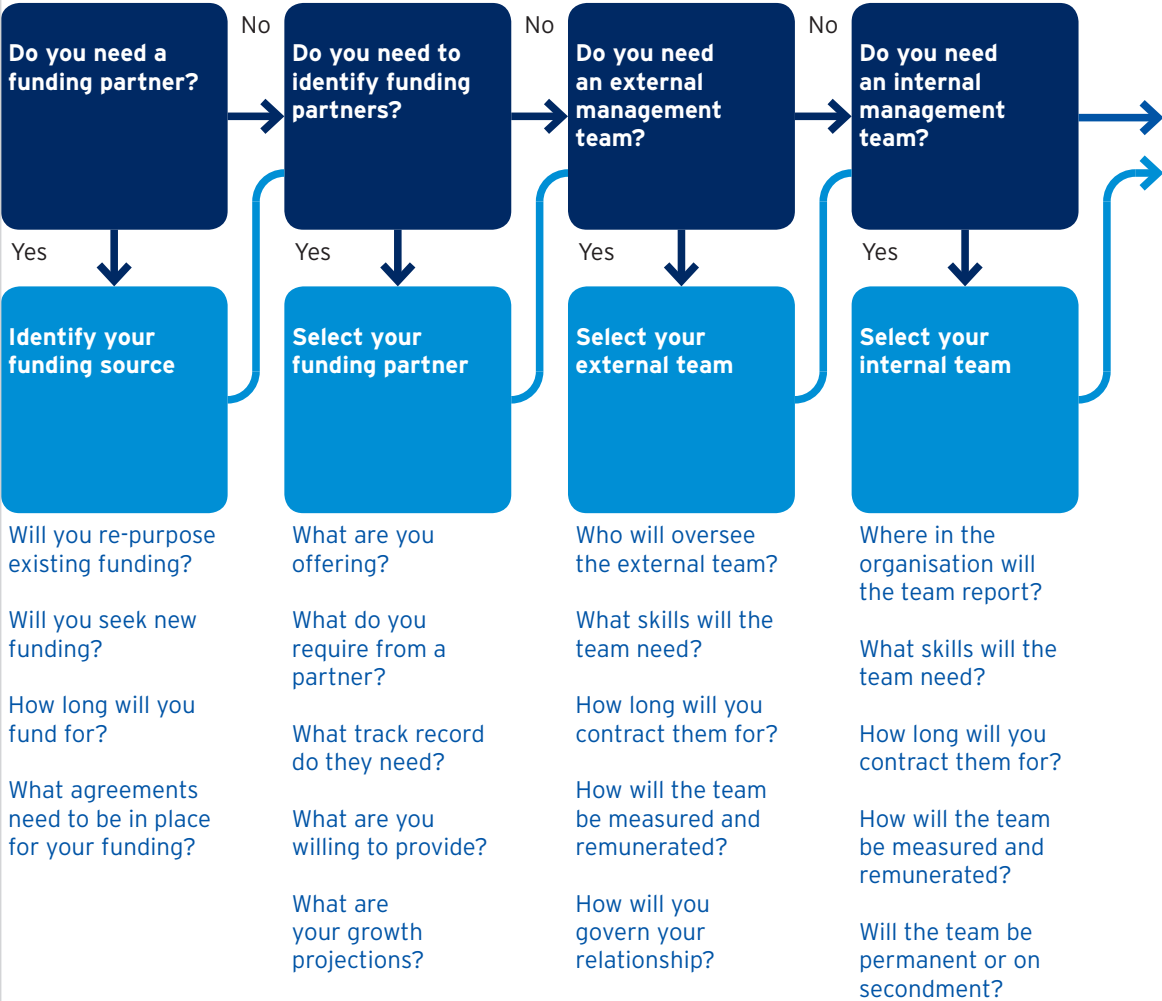 Do you need a
funding partner?
No
Yes
Identify your
funding source
Will you re-purpose
existing funding?
Will you seek new
funding?
How long will you
fund for?
What agreements
need to be in place
for your funding?
Do you need to
identify funding
partners?
No
Yes
Select your
funding partner
What are you
offering?
What do you
require from a
partner?
What track record
do they need?
What are you
willing to provide?
What are
your growth
projections?
Do you need
an external
management
team?
No
Yes
Select your
external team
Who will oversee
the external team?
What skills will the
team need?
How long will you
contract them for?
How will the team
be measured and
remunerated?
How will you
govern your
relationship?
Do you need
an internal
management
team?
Yes
Select your
internal team
Where in the
organisation will
the team report?
What skills will the
team need?
How long will you
contract them for?
How will the team
be measured and
remunerated?
Will the team be
permanent or on
secondment?